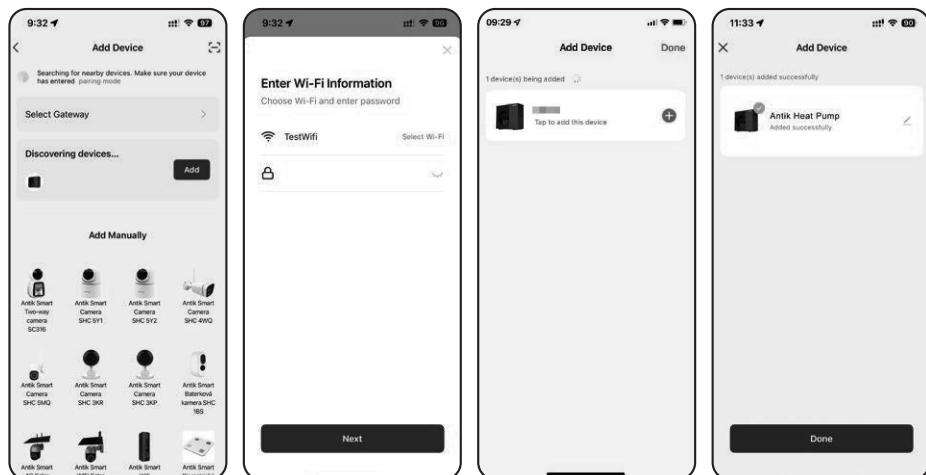 9:32
97
Add Device
Searching for nearby devices. Make sure your device
has entered pairing mode
Select Gateway
Discovering devices...
Add
Add Manually
Antik Smart
Two-way
camera
SC316
Antik Smart
Camera
SHC 5Y1
Antik Smart
Camera
SHC 5Y2
Antik Smart
Camera
SHC 4WQ
Antik Smart
Camera
SHC 5MQ
Antik Smart
Camera
SHC 3KR
Antik Smart
Camera
SHC 3KP
Antik Smart
Baterková
kamera SHC
1BS
Antik Smart
Antik Smart
Antik Smart
Antik Smart
9:32
96
Enter Wi-Fi Information
Choose Wi-Fi and enter password
TestWifi
Select Wi-Fi
Next
09:29
Add Device
Done
1 device(s) being added
Tap to add this device
11:33
90
Add Device
1 device(s) added successfully
Antik Heat Pump
Added successfully
Done